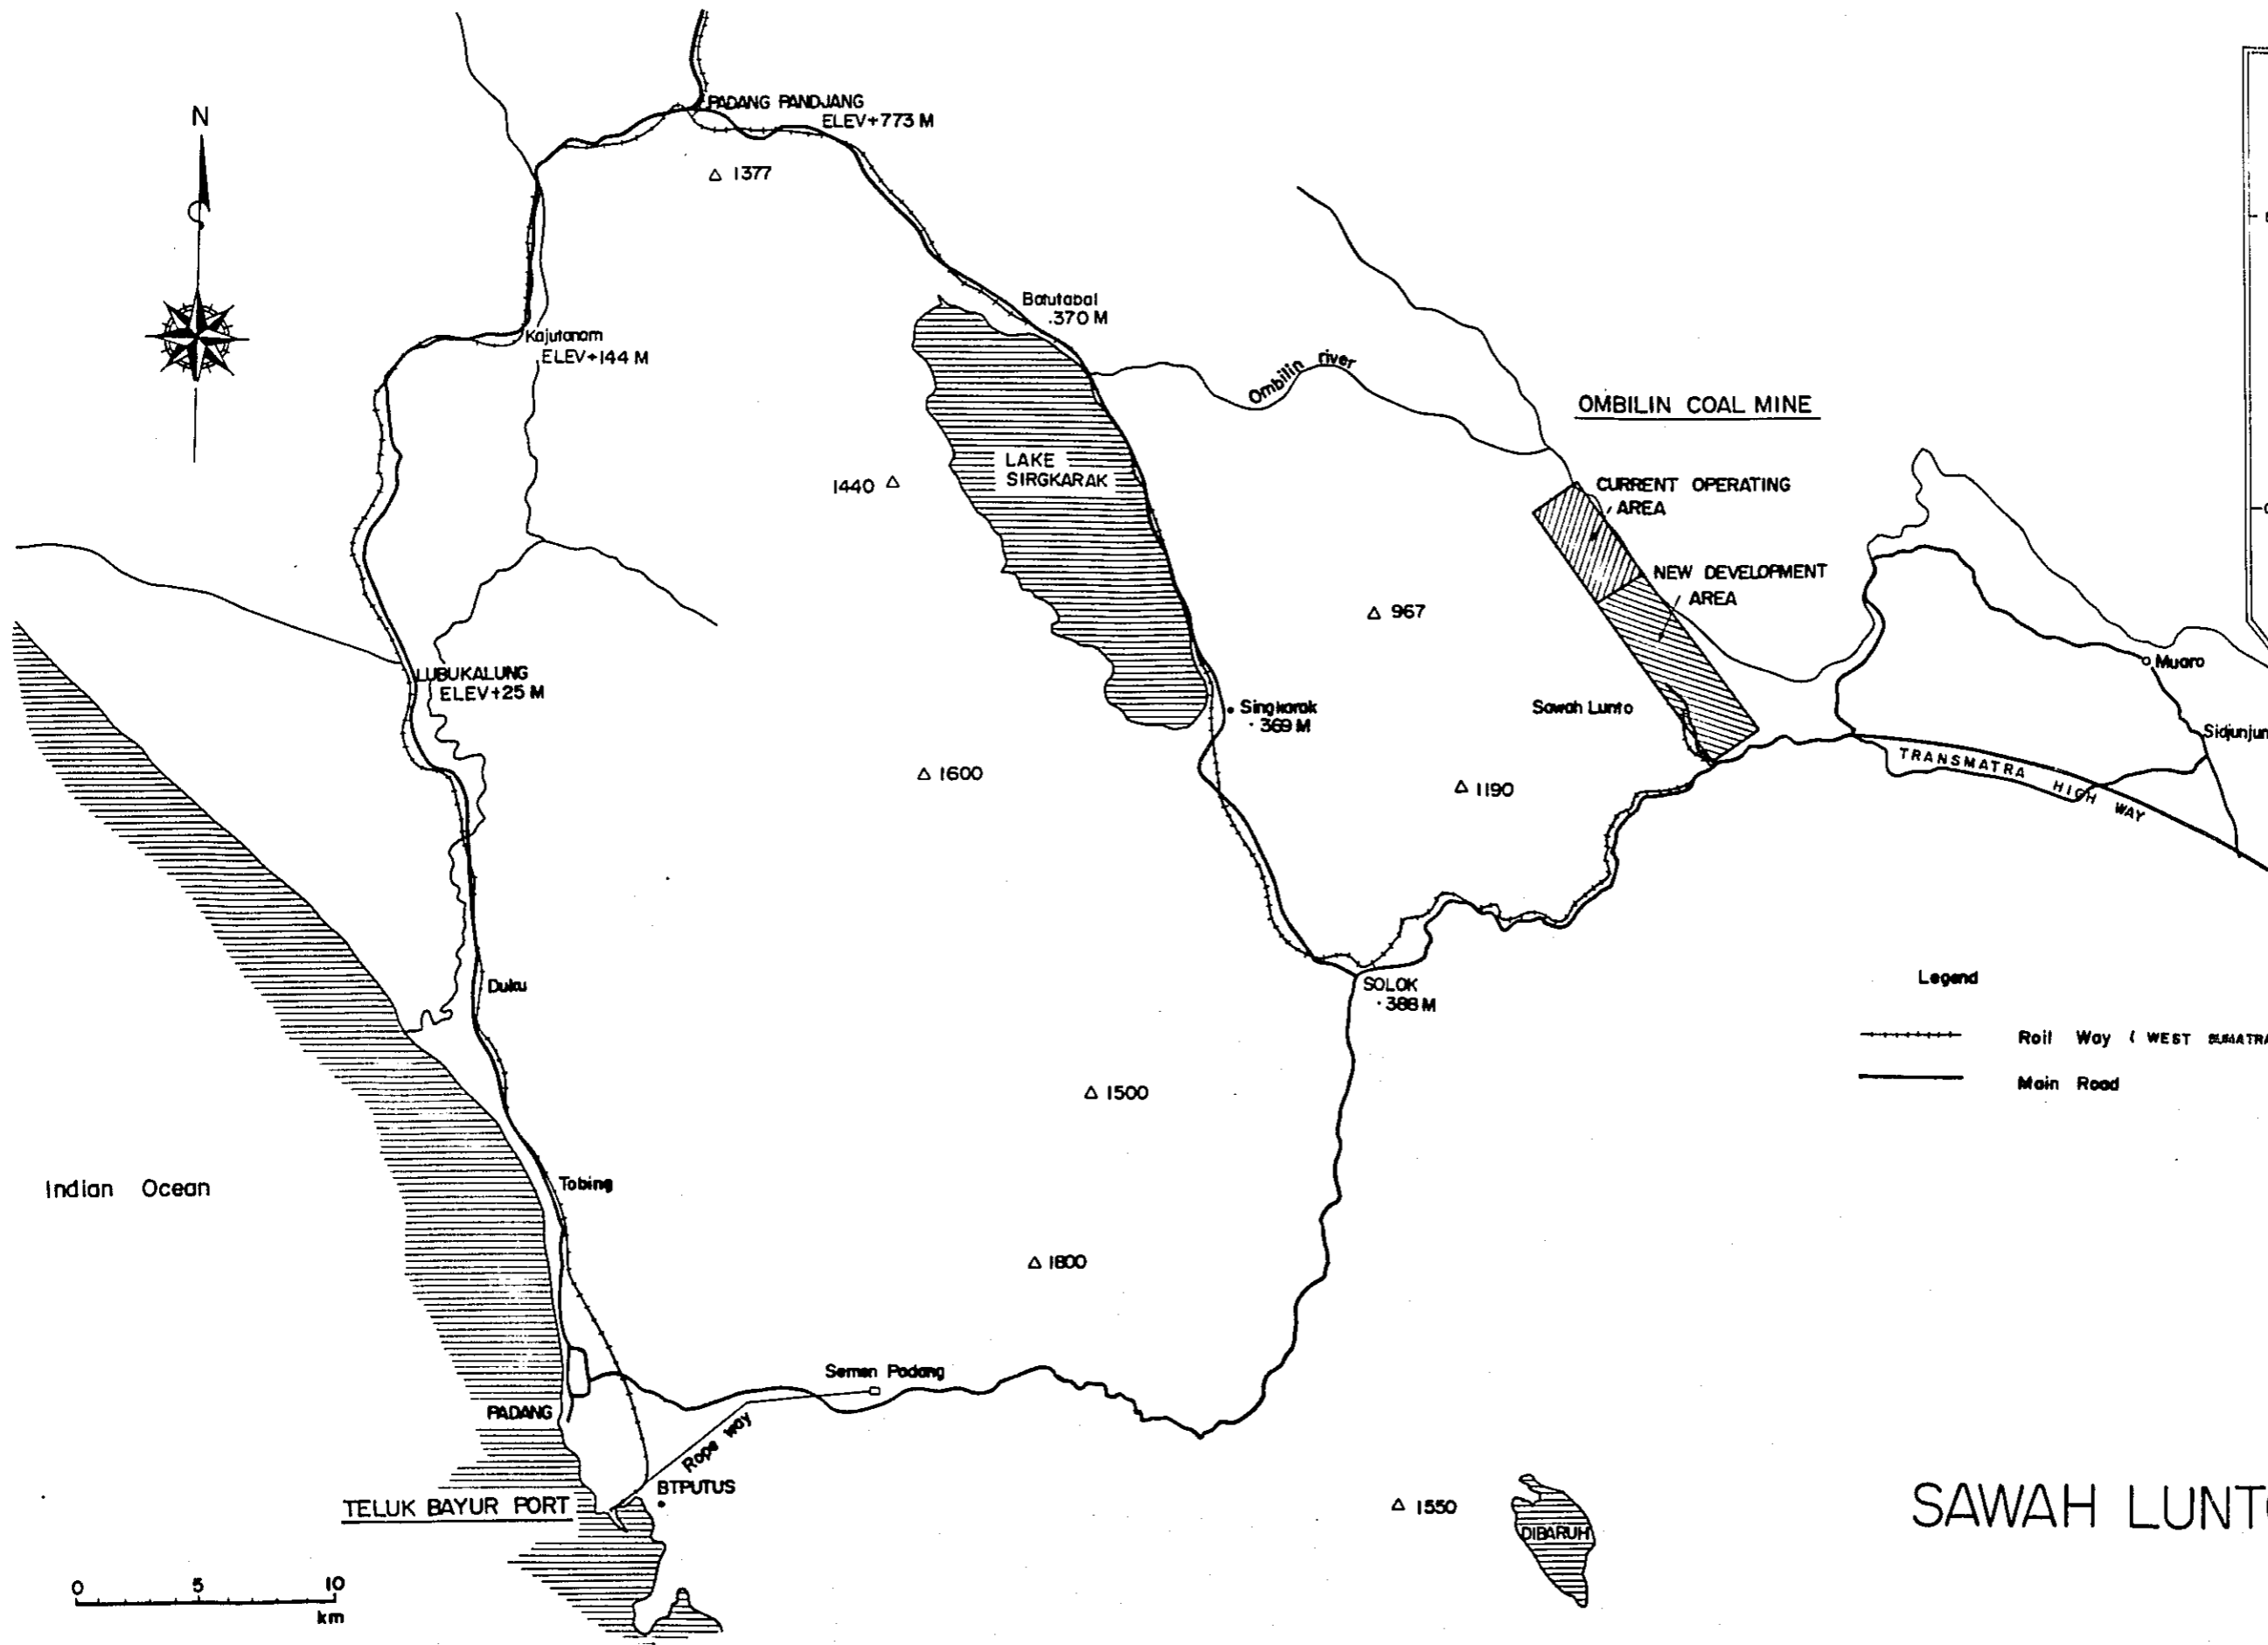 N
PADANG PANDJANG
ELEV+773 M
△ 1377
Batutabal
.370 M
Kajutanam
ELEV+144 M
Ombilin river
OMBILIN COAL MINE
LAKE
SIRGKARAK
1440 △
CURRENT OPERATING
AREA
NEW DEVELOPMENT
AREA
△ 967
Muaro
LUBUKALUNG
ELEV+25 M
Singkarak
· 369 M
Sawah Lunto
Sidjunjun
TRANSMATRA HIGH WAY
△ 1600
△ 1190
Duku
SOLOK
· 388 M
Legend
Rail Way ( WEST SUMATRA
Main Road
△ 1500
Indian Ocean
Tobing
△ 1800
Semen Padang
PADANG
Rope way
BTPUTUS
TELUK BAYUR PORT
△ 1550
DIBARUH
SAWAH LUNTO
0 5 10
km